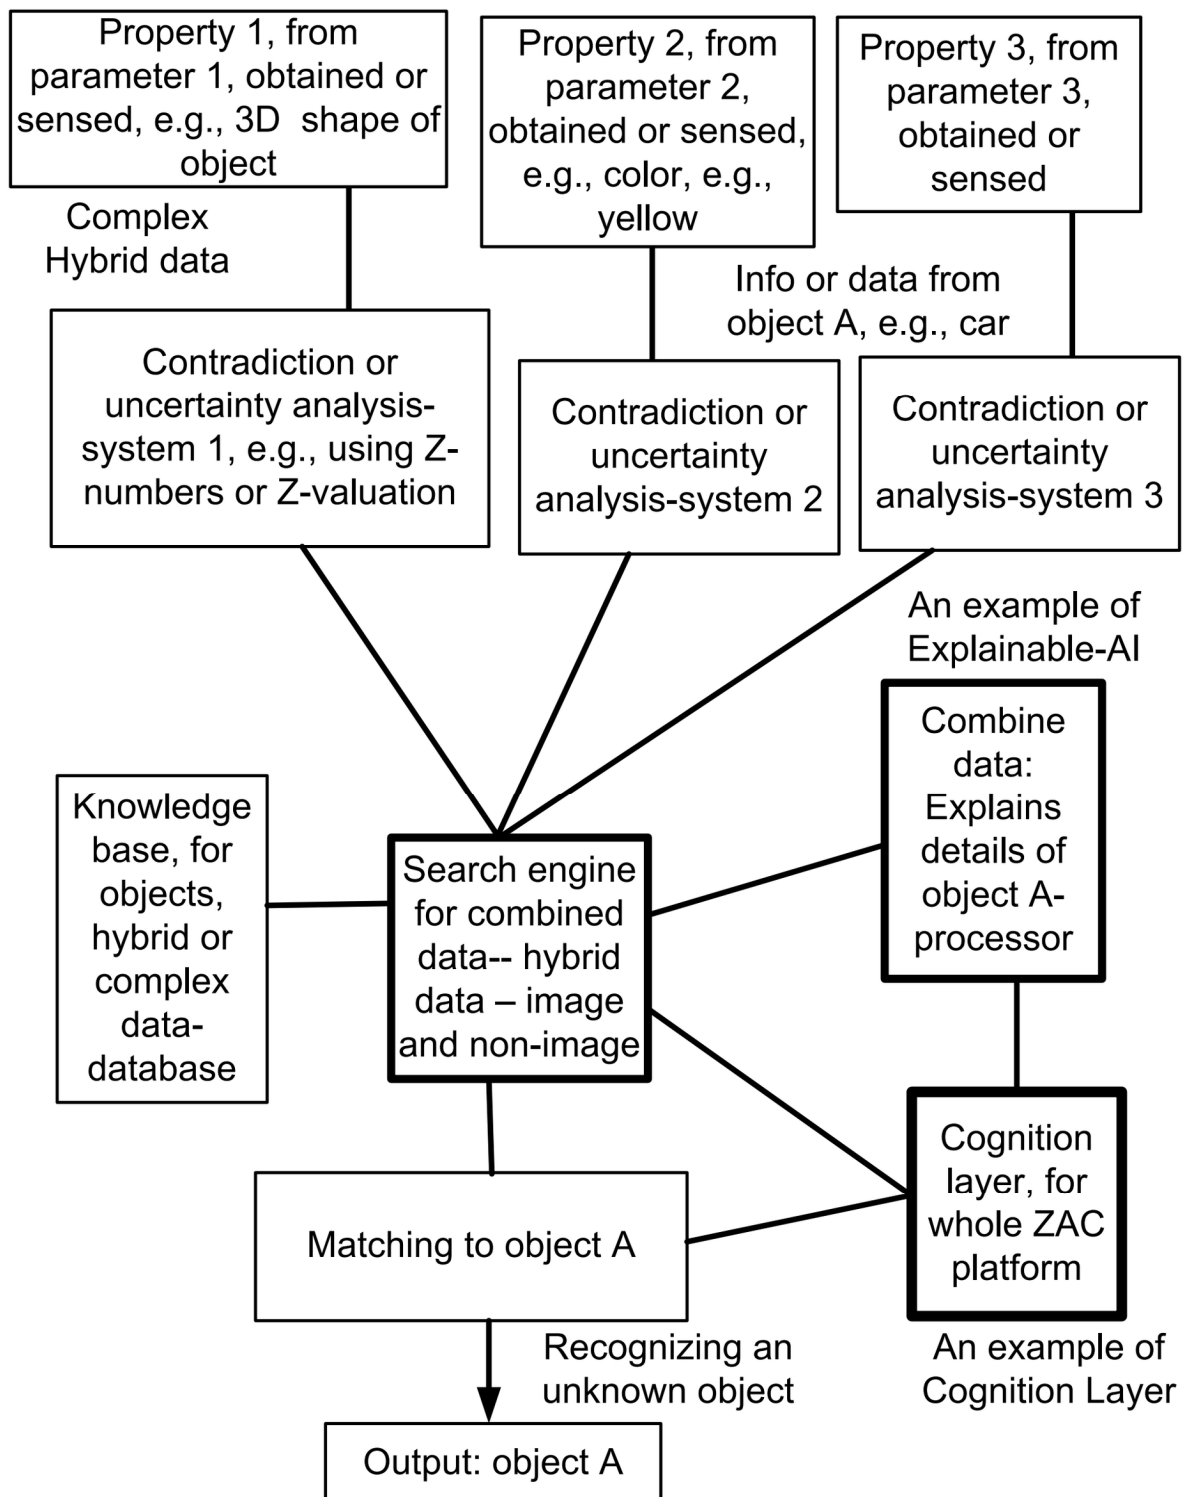 Property 1, from
parameter 1, obtained or
sensed, e.g., 3D shape of
object
Property 2, from
parameter 2,
obtained or sensed,
e.g., color, e.g.,
yellow
Property 3, from
parameter 3,
obtained or
sensed
Complex
Hybrid data
Info or data from
object A, e.g., car
Contradiction or
uncertainty analysis-
system 1, e.g., using Z-
numbers or Z-valuation
Contradiction or
uncertainty
analysis-system 2
Contradiction or
uncertainty
analysis-system 3
An example of
Explainable-AI
Combine
data:
Explains
details of
object A-
processor
Knowledge
base, for
objects,
hybrid or
complex
data-
database
Search engine
for combined
data-- hybrid
data – image
and non-image
Cognition
layer, for
whole ZAC
platform
Matching to object A
Recognizing an
unknown object
An example of
Cognition Layer
Output: object A